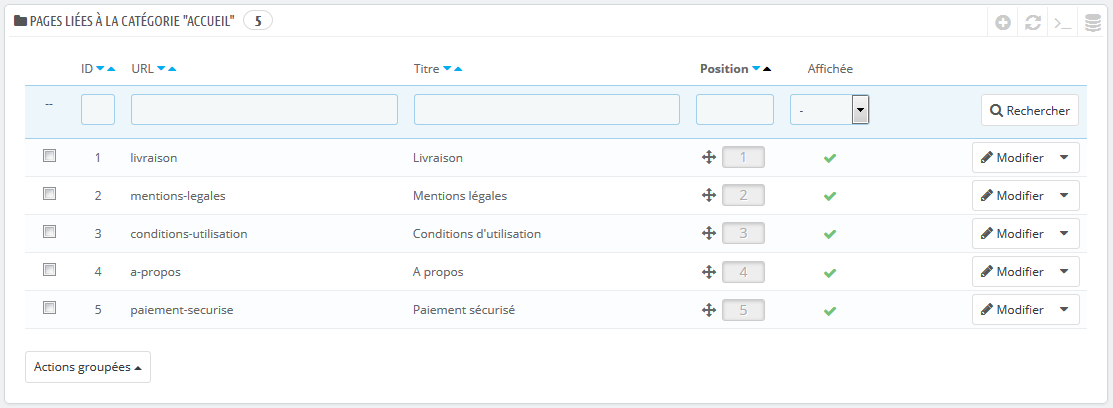 PAGES LIÉES À LA CATÉGORIE "ACCUEIL" 5
ID URL Titre Position Affichée
-- - Rechercher
1 livraison Livraison 1 Modifier
2 mentions-legales Mentions légales 2 Modifier
3 conditions-utilisation Conditions d'utilisation 3 Modifier
4 a-propos A propos 4 Modifier
5 paiement-securise Paiement sécurisé 5 Modifier
Actions groupées